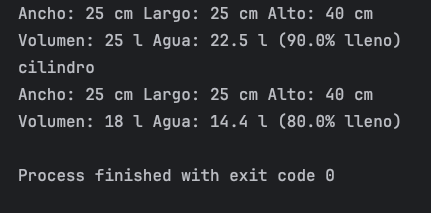 Ancho: 25 cm Largo: 25 cm Alto: 40 cm
Volumen: 25 l Agua: 22.5 l (90.0% lleno)
cilindro
Ancho: 25 cm Largo: 25 cm Alto: 40 cm
Volumen: 18 l Agua: 14.4 l (80.0% lleno)
Process finished with exit code 0